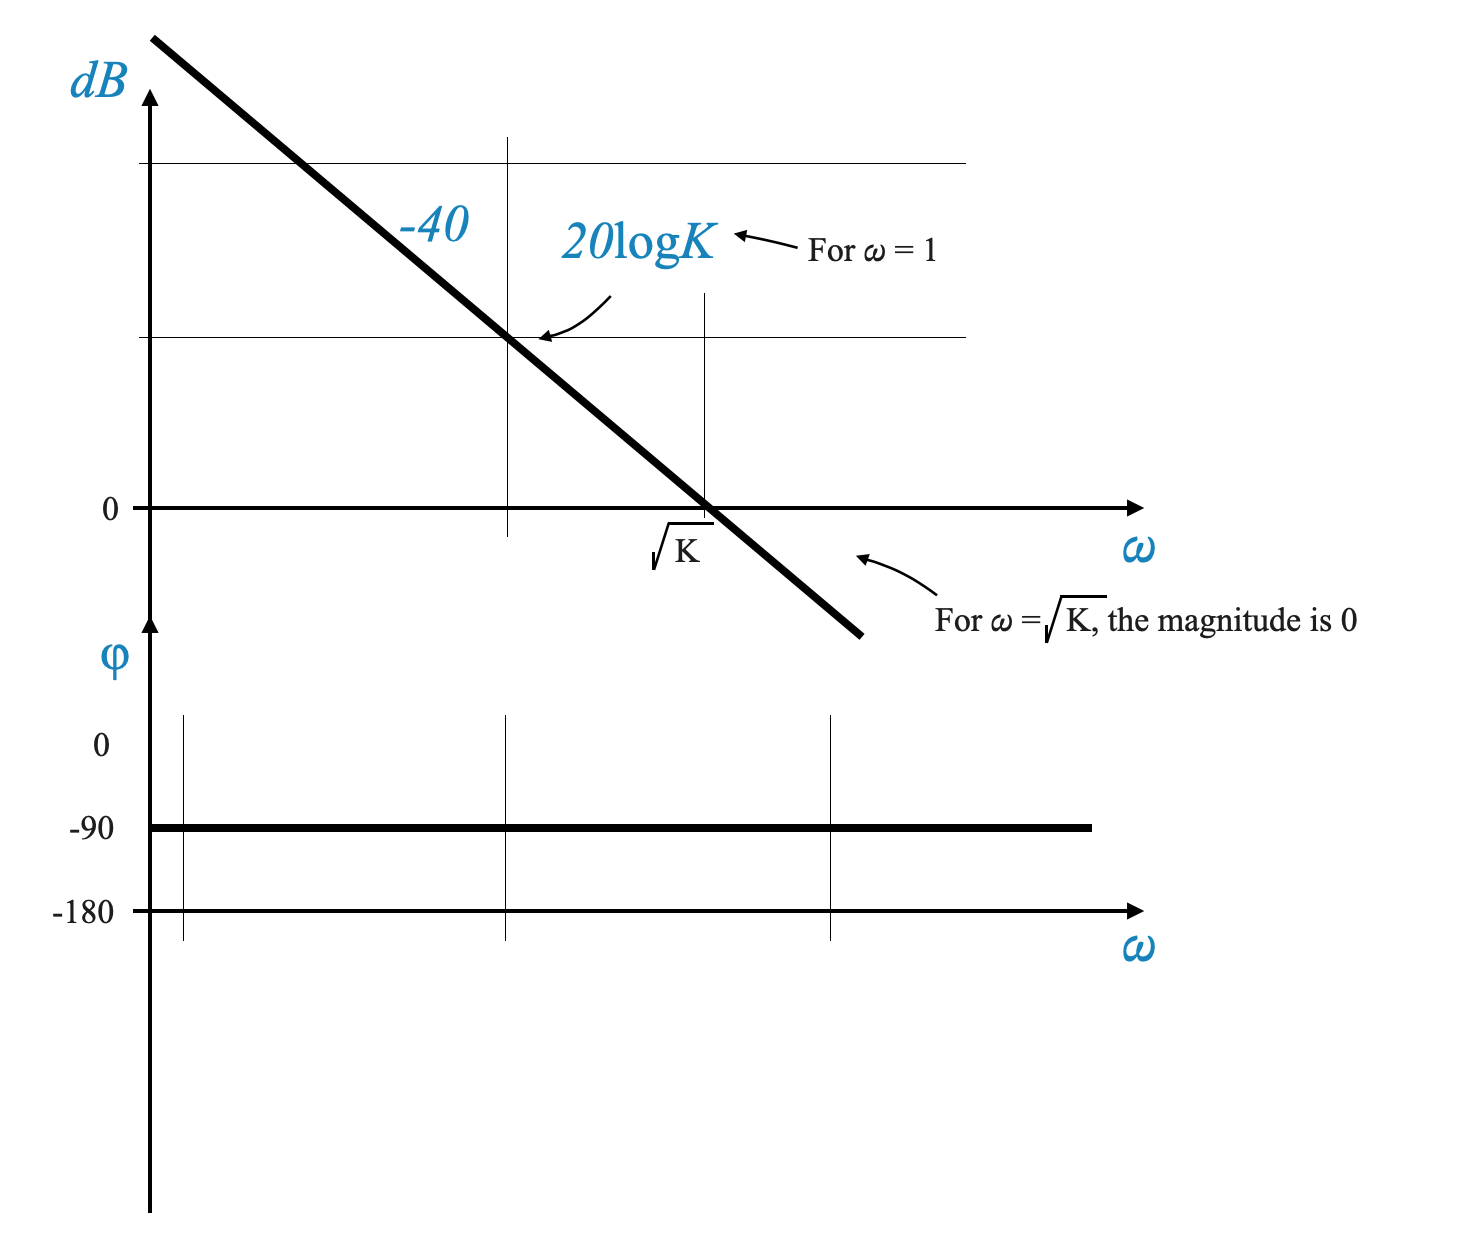 dB
-40
20logK
For ω = 1
0
√K
ω
For ω = √K, the magnitude is 0
φ
0
-90
-180
ω